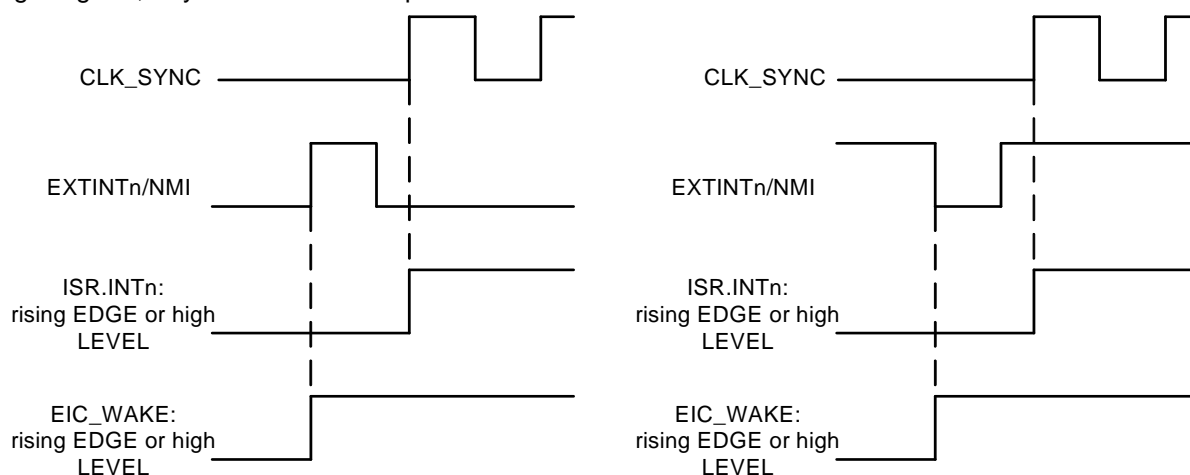 CLK_SYNC
EXTINTn/NMI
ISR.INTn:
rising EDGE or high
LEVEL
EIC_WAKE:
rising EDGE or high
LEVEL
CLK_SYNC
EXTINTn/NMI
ISR.INTn:
rising EDGE or high
LEVEL
EIC_WAKE:
rising EDGE or high
LEVEL